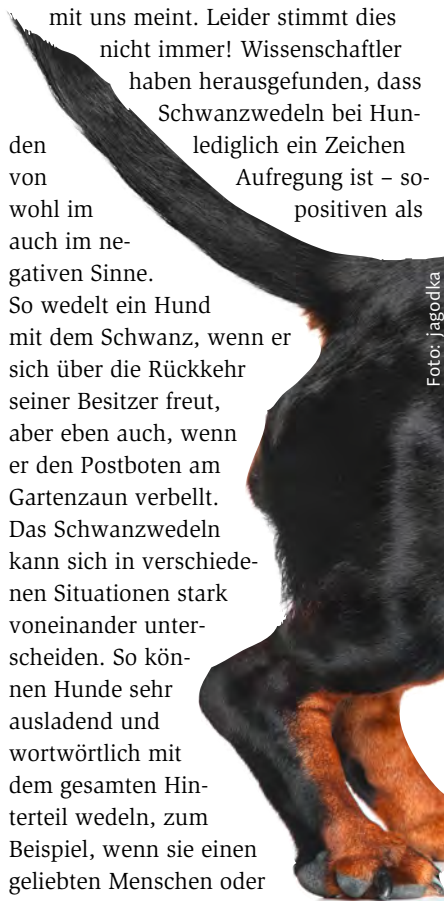 mit uns meint. Leider stimmt dies
nicht immer! Wissenschaftler
haben herausgefunden, dass
Schwanzwedeln bei Hun-
den lediglich ein Zeichen
von Aufregung ist – so-
wohl im positiven als
auch im ne-
gativen Sinne.
So wedelt ein Hund
mit dem Schwanz, wenn er
sich über die Rückkehr
seiner Besitzer freut,
aber eben auch, wenn
er den Postboten am
Gartenzaun verbellt.
Das Schwanzwedeln
kann sich in verschiede-
nen Situationen stark
voneinander unter-
scheiden. So kön-
nen Hunde sehr
ausladend und
wortwörtlich mit
dem gesamten Hin-
terteil wedeln, zum
Beispiel, wenn sie einen
geliebten Menschen oder
Foto: jagodka